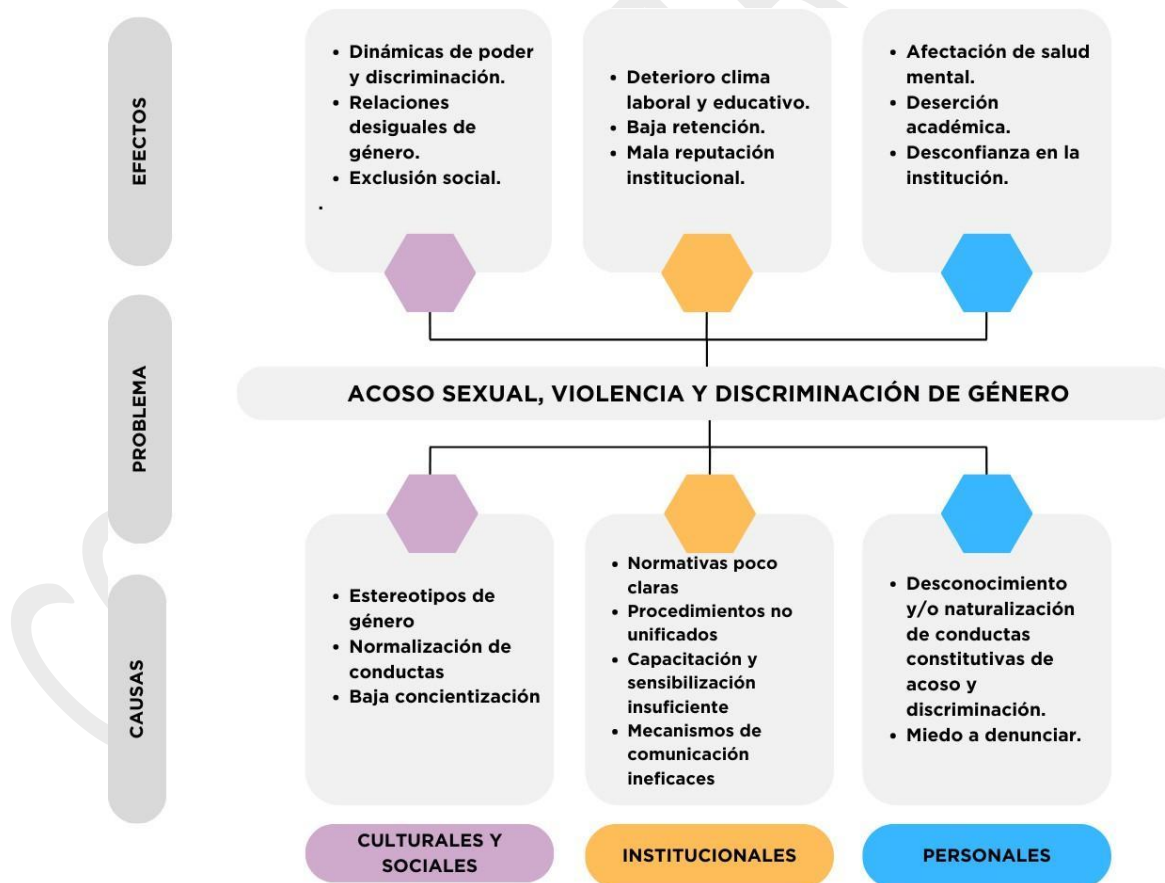 EFECTOS
• Dinámicas de poder
y discriminación.
• Relaciones
desiguales de
género.
• Exclusión social.
.
• Deterioro clima
laboral y educativo.
• Baja retención.
• Mala reputación
institucional.
• Afectación de salud
mental.
• Deserción
académica.
• Desconfianza en la
institución.
PROBLEMA
ACOSO SEXUAL, VIOLENCIA Y DISCRIMINACIÓN DE GÉNERO
CAUSAS
• Estereotipos de
género
• Normalización de
conductas
• Baja concientización
• Normativas poco
claras
• Procedimientos no
unificados
• Capacitación y
sensibilización
insuficiente
• Mecanismos de
comunicación
ineficaces
• Desconocimiento
y/o naturalización
de conductas
constitutivas de
acoso y
discriminación.
• Miedo a denunciar.
CULTURALES Y
SOCIALES
INSTITUCIONALES
PERSONALES